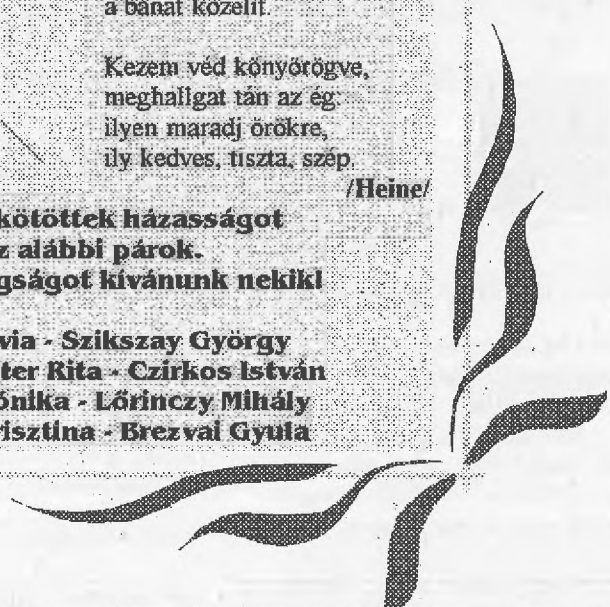 a bánat közelít.
Kezem véd könyörögve,
meghallgat tán az ég:
ilyen maradj örökre,
ily kedves, tiszta, szép.
/Heine/
kötöttek házasságot
z alábbi párok.
gságot kívánunk nekik!
via - Szikszay György
ter Rita - Czirkos István
ónika - Lőrinczy Mihály
risztina - Brezvai Gyula